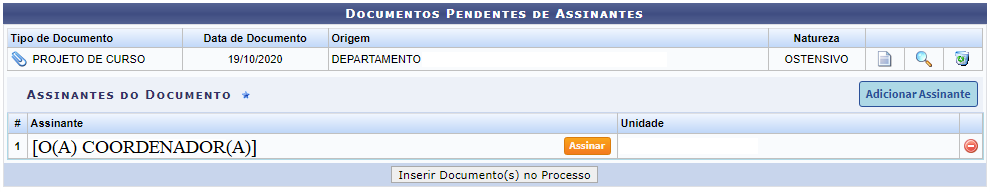 Documentos Pendentes de Assinantes
Tipo de Documento Data de Documento Origem Natureza
PROJETO DE CURSO 19/10/2020 DEPARTAMENTO OSTENSIVO
Assinantes do Documento Adicionar Assinante
# Assinante Unidade
1 [O(A) COORDENADOR(A)] Assinar
Inserir Documento(s) no Processo